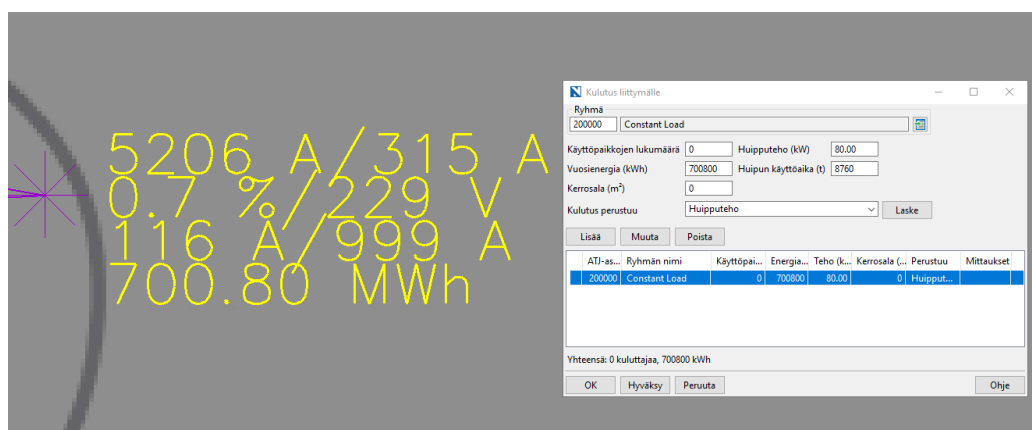 5206 A/315 A
0.7 %/229 V
116 A/999 A
700.80 MWh
Kulutus liittymälle
Ryhmä
200000 Constant Load
Käyttöpaikkojen lukumäärä 0 Huipputeho (kW) 80.00
Vuosienergia (kWh) 700800 Huipun käyttöaika (t) 8760
Kerrosala (m²) 0
Kulutus perustuu Huipputeho Laske
Lisää Muuta Poista
ATJ-as... Ryhmän nimi Käyttöpai... Energia... Teho (k... Kerrosala (... Perustuu Mittaukset
200000 Constant Load 0 700800 80.00 0 Huipput...
Yhteensä: 0 kuluttajaa, 700800 kWh
OK Hyväksy Peruuta Ohje